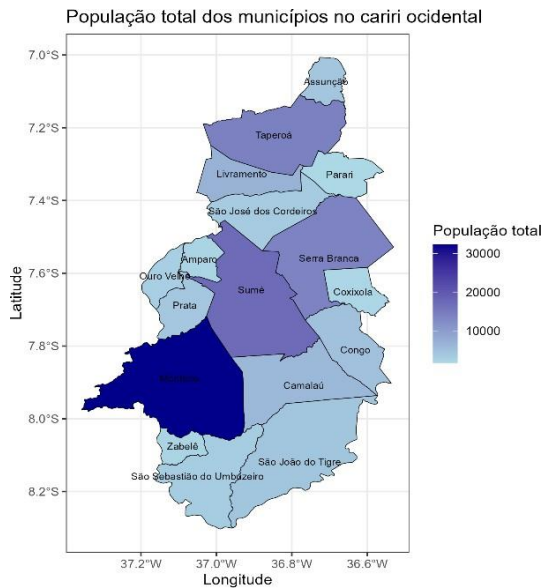 População total dos municípios no cariri ocidental
7.0°S
7.2°S
7.4°S
7.6°S
7.8°S
8.0°S
8.2°S
Latitude
Assunção
Taperoá
Livramento
Parari
São José dos Cordeiros
Amparo
Serra Branca
Ouro Velho
Sumé
Coxixola
Prata
Congo
Monteiro
Camalaú
Zabelê
São João do Tigre
São Sebastião do Umbuzeiro
37.2°W
37.0°W
36.8°W
36.6°W
Longitude
População total
30000
20000
10000